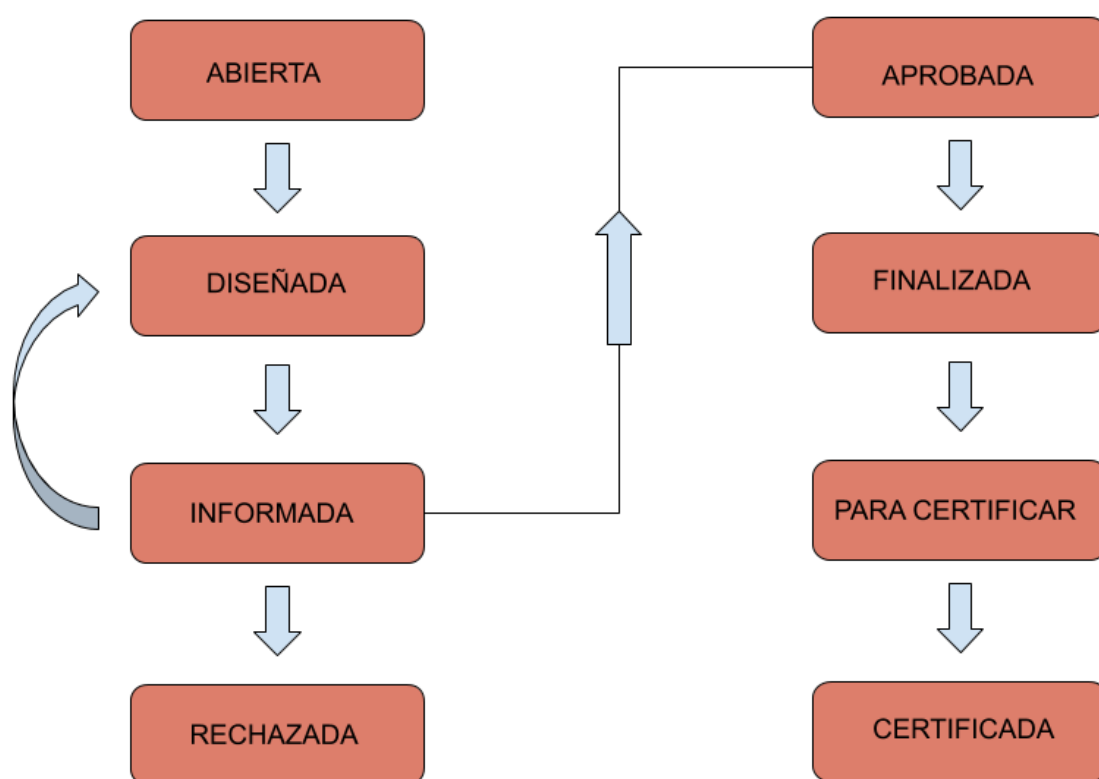 ABIERTA
DISEÑADA
INFORMADA
RECHAZADA
APROBADA
FINALIZADA
PARA CERTIFICAR
CERTIFICADA